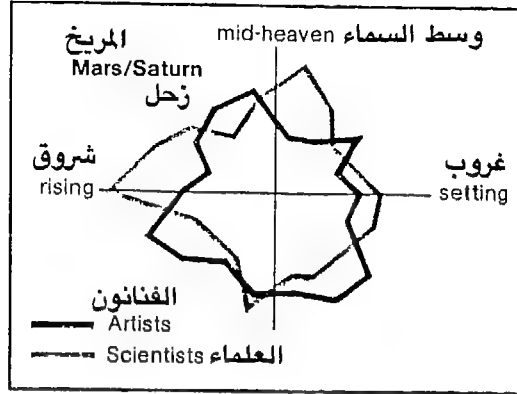 المريخ
mid-heaven وسط السماء
Mars/Saturn
زحل
شروق
rising
غروب
setting
الفنانون
Artists
Scientists العلماء